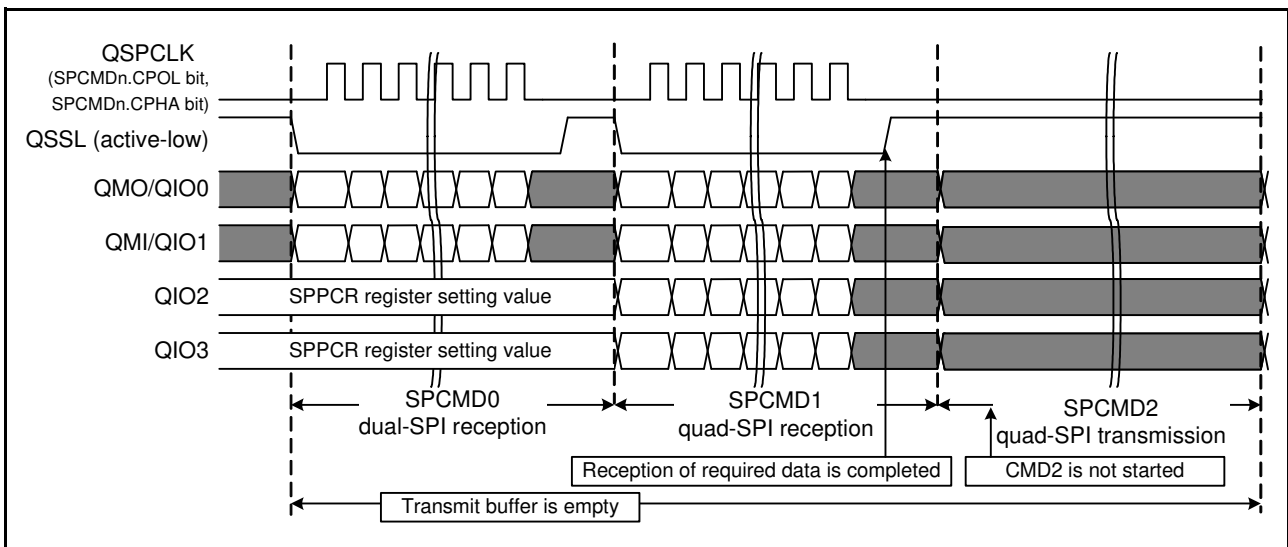 QSPCLK
(SPCMDn.CPOL bit,
SPCMDn.CPHA bit)
QSSL (active-low)
QMO/QIO0
QMI/QIO1
QIO2
SPPCR register setting value
QIO3
SPPCR register setting value
SPCMD0
dual-SPI reception
SPCMD1
quad-SPI reception
SPCMD2
quad-SPI transmission
Reception of required data is completed
CMD2 is not started
Transmit buffer is empty